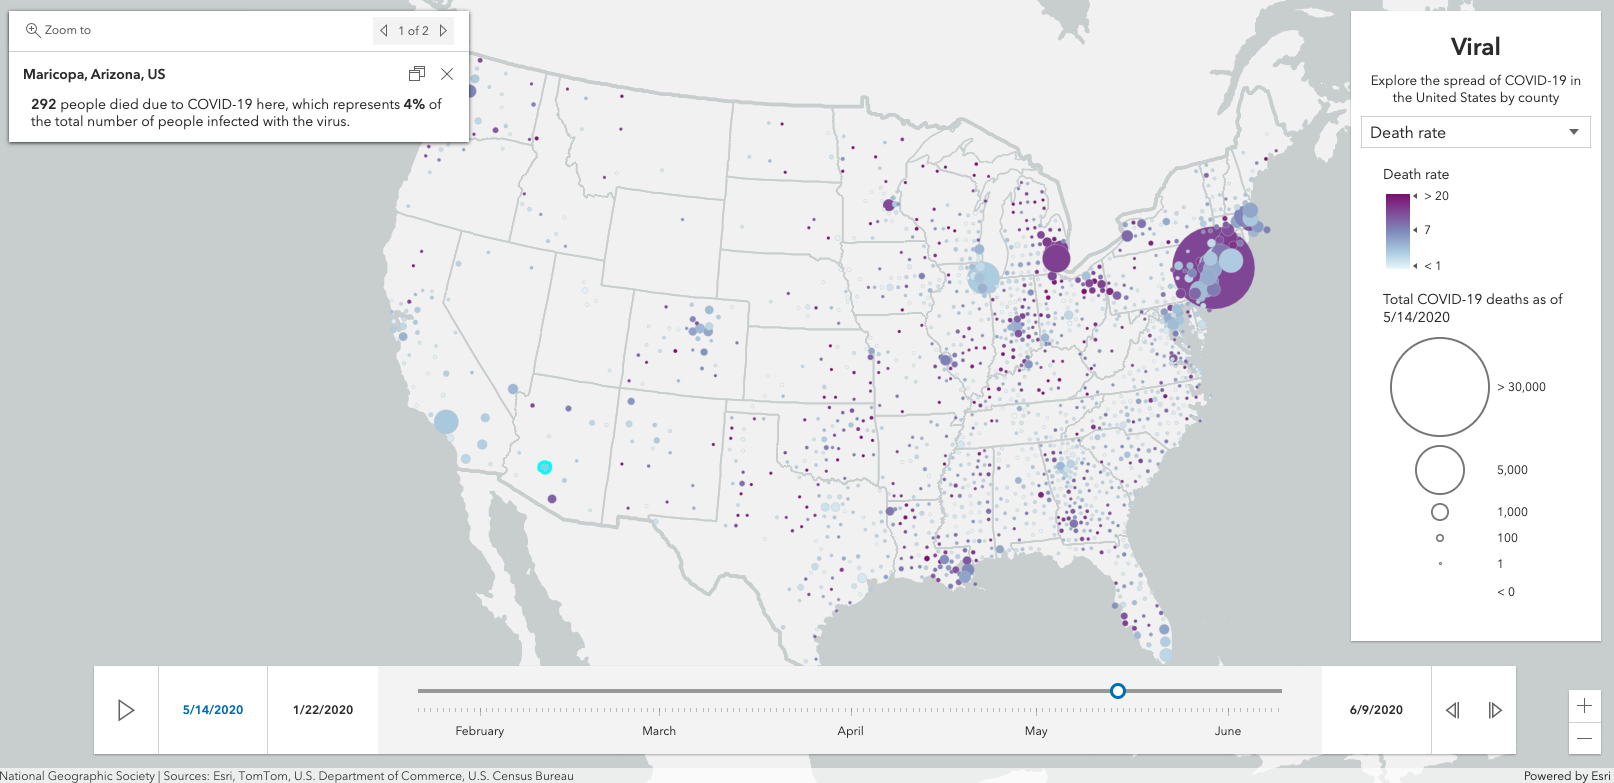 Zoom to
1 of 2
Maricopa, Arizona, US
292 people died due to COVID-19 here, which represents 4% of
the total number of people infected with the virus.
Viral
Explore the spread of COVID-19 in
the United States by county
Death rate
Death rate
> 20
7
< 1
Total COVID-19 deaths as of
5/14/2020
> 30,000
5,000
1,000
100
1
< 0
5/14/2020
1/22/2020
February
March
April
May
June
6/9/2020
National Geographic Society | Sources: Esri, TomTom, U.S. Department of Commerce, U.S. Census Bureau
Powered by Esri